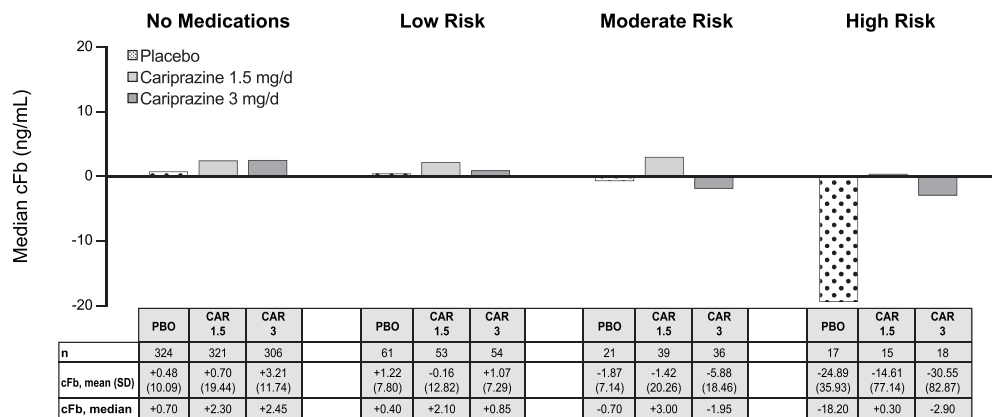 No Medications Low Risk Moderate Risk High Risk
Placebo
Cariprazine 1.5 mg/d
Cariprazine 3 mg/d
Median cFb (ng/mL)
20
10
0
-10
-20
PBO CAR 1.5 CAR 3 PBO CAR 1.5 CAR 3 PBO CAR 1.5 CAR 3 PBO CAR 1.5 CAR 3
n 324 321 306 61 53 54 21 39 36 17 15 18
cFb, mean (SD) +0.48 (10.09) +0.70 (19.44) +3.21 (11.74) +1.22 (7.80) -0.16 (12.82) +1.07 (7.29) -1.87 (7.14) -1.42 (20.26) -5.88 (18.46) -24.89 (35.93) -14.61 (77.14) -30.55 (82.87)
cFb, median +0.70 +2.30 +2.45 +0.40 +2.10 +0.85 -0.70 +3.00 -1.95 -18.20 +0.30 -2.90